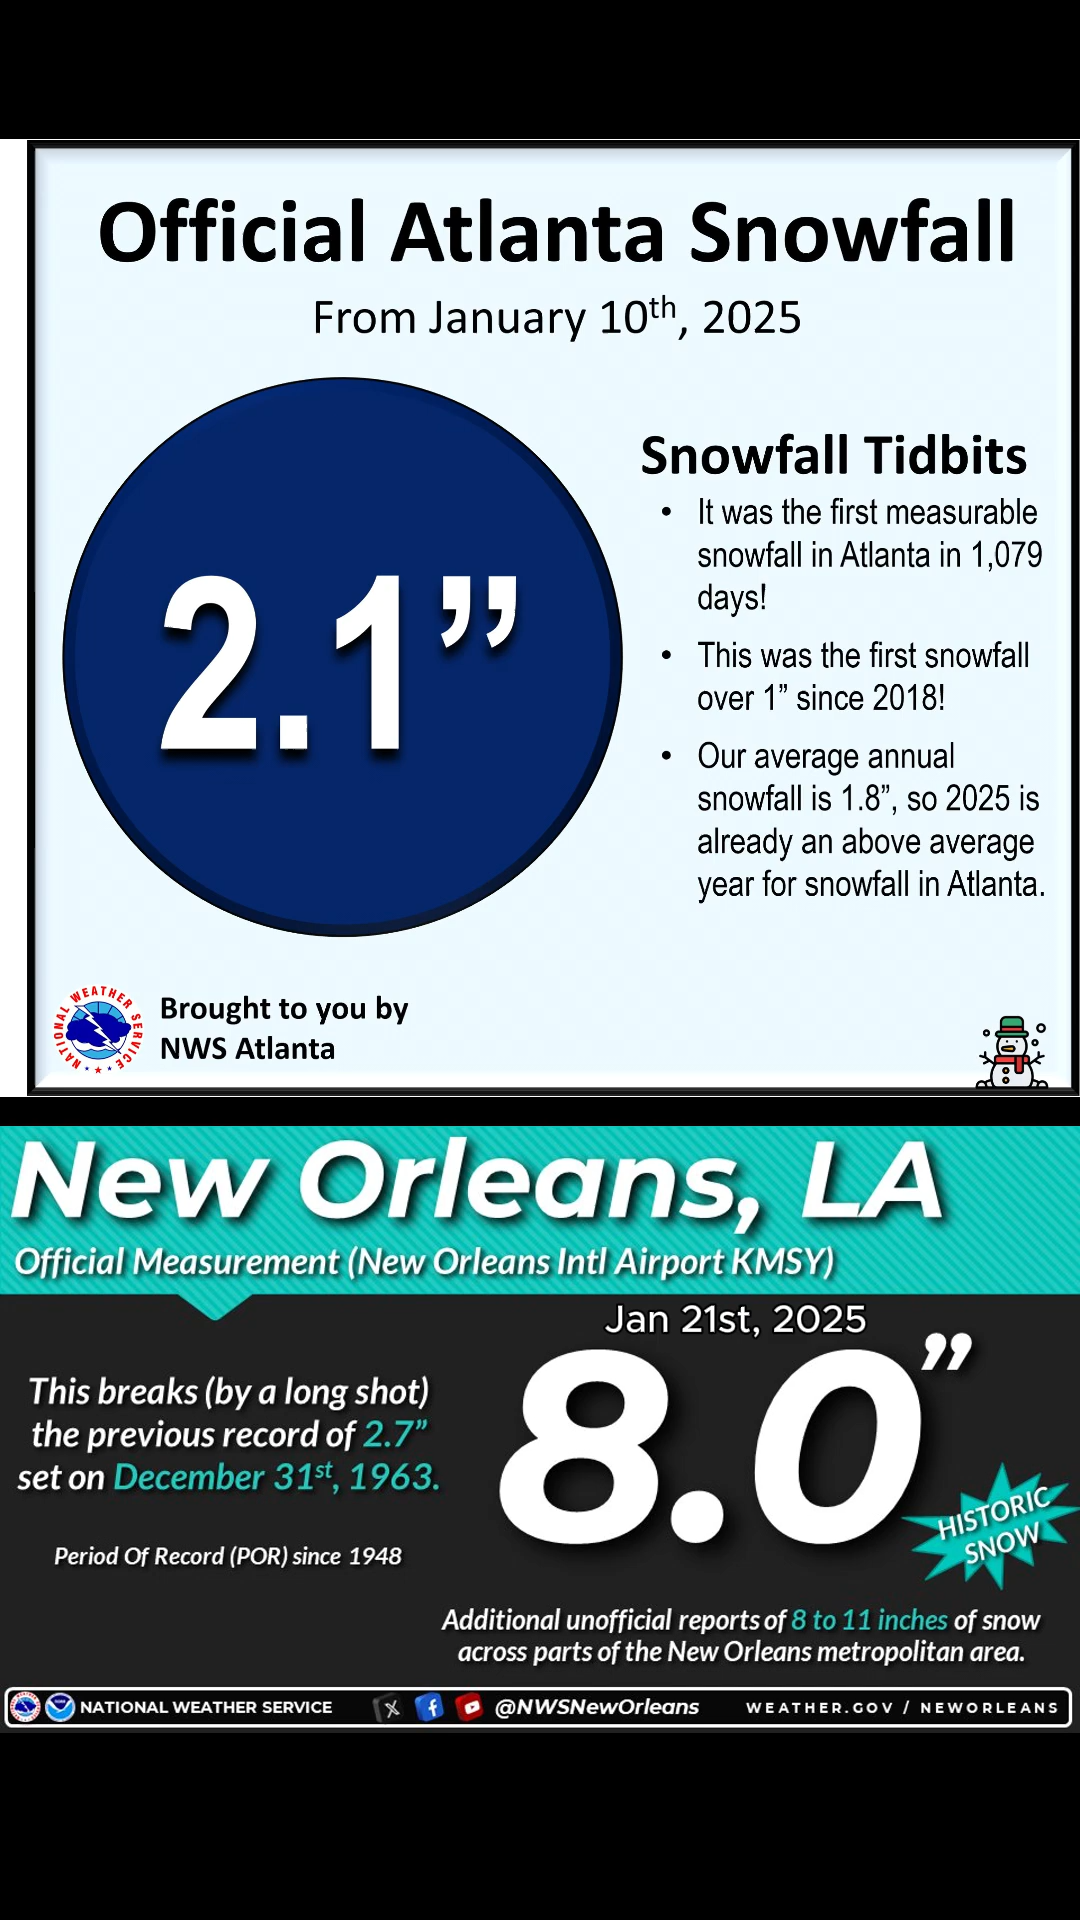 Official Atlanta Snowfall
From January 10th, 2025
2.1”
Snowfall Tidbits
• It was the first measurable
snowfall in Atlanta in 1,079
days!
• This was the first snowfall
over 1” since 2018!
• Our average annual
snowfall is 1.8”, so 2025 is
already an above average
year for snowfall in Atlanta.
NATIONAL WEATHER SERVICE
Brought to you by
NWS Atlanta
New Orleans, LA
Official Measurement (New Orleans Intl Airport KMSY)
Jan 21st, 2025
8.0”
This breaks (by a long shot)
the previous record of 2.7”
set on December 31st, 1963.
Period Of Record (POR) since 1948
HISTORIC
SNOW
Additional unofficial reports of 8 to 11 inches of snow
across parts of the New Orleans metropolitan area.
NATIONAL WEATHER SERVICE X f @NWSNewOrleans WEATHER.GOV / NEWORLEANS